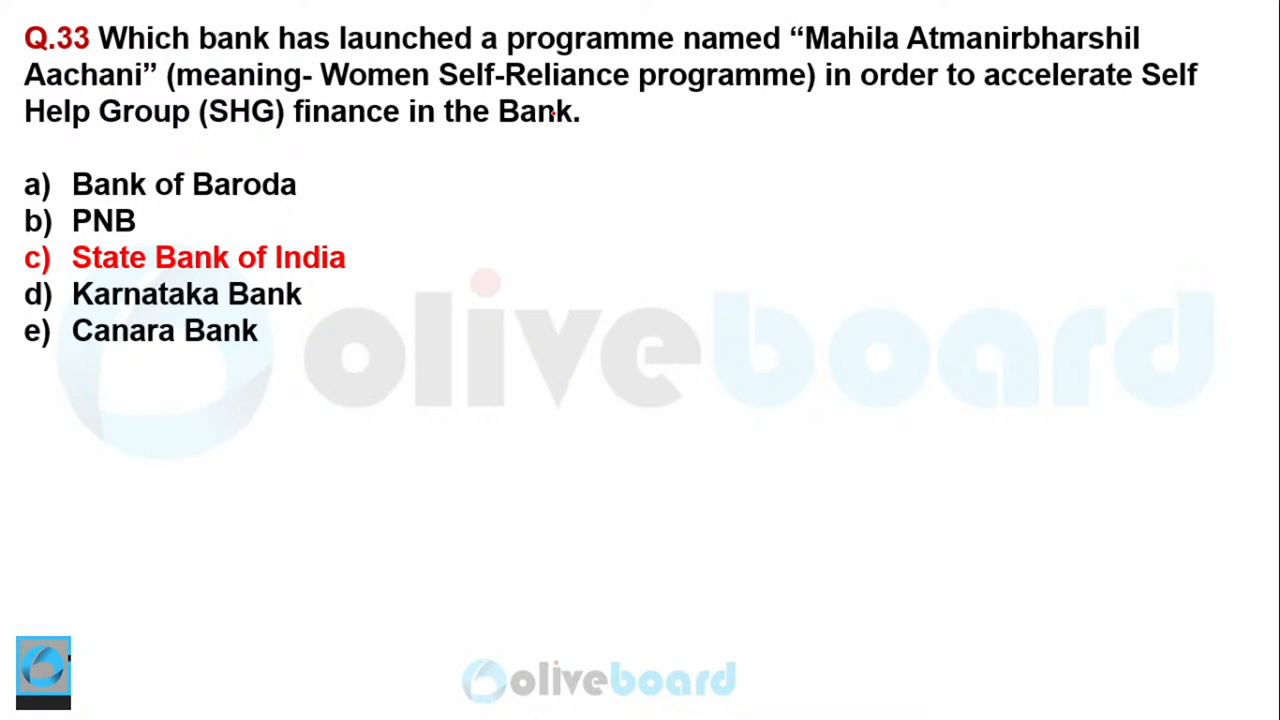 Q.33 Which bank has launched a programme named “Mahila Atmanirbharshil
Aachani” (meaning- Women Self-Reliance programme) in order to accelerate Self
Help Group (SHG) finance in the Bank.
a) Bank of Baroda
b) PNB
c) State Bank of India
d) Karnataka Bank
e) Canara Bank
oliveboard
oliveboard